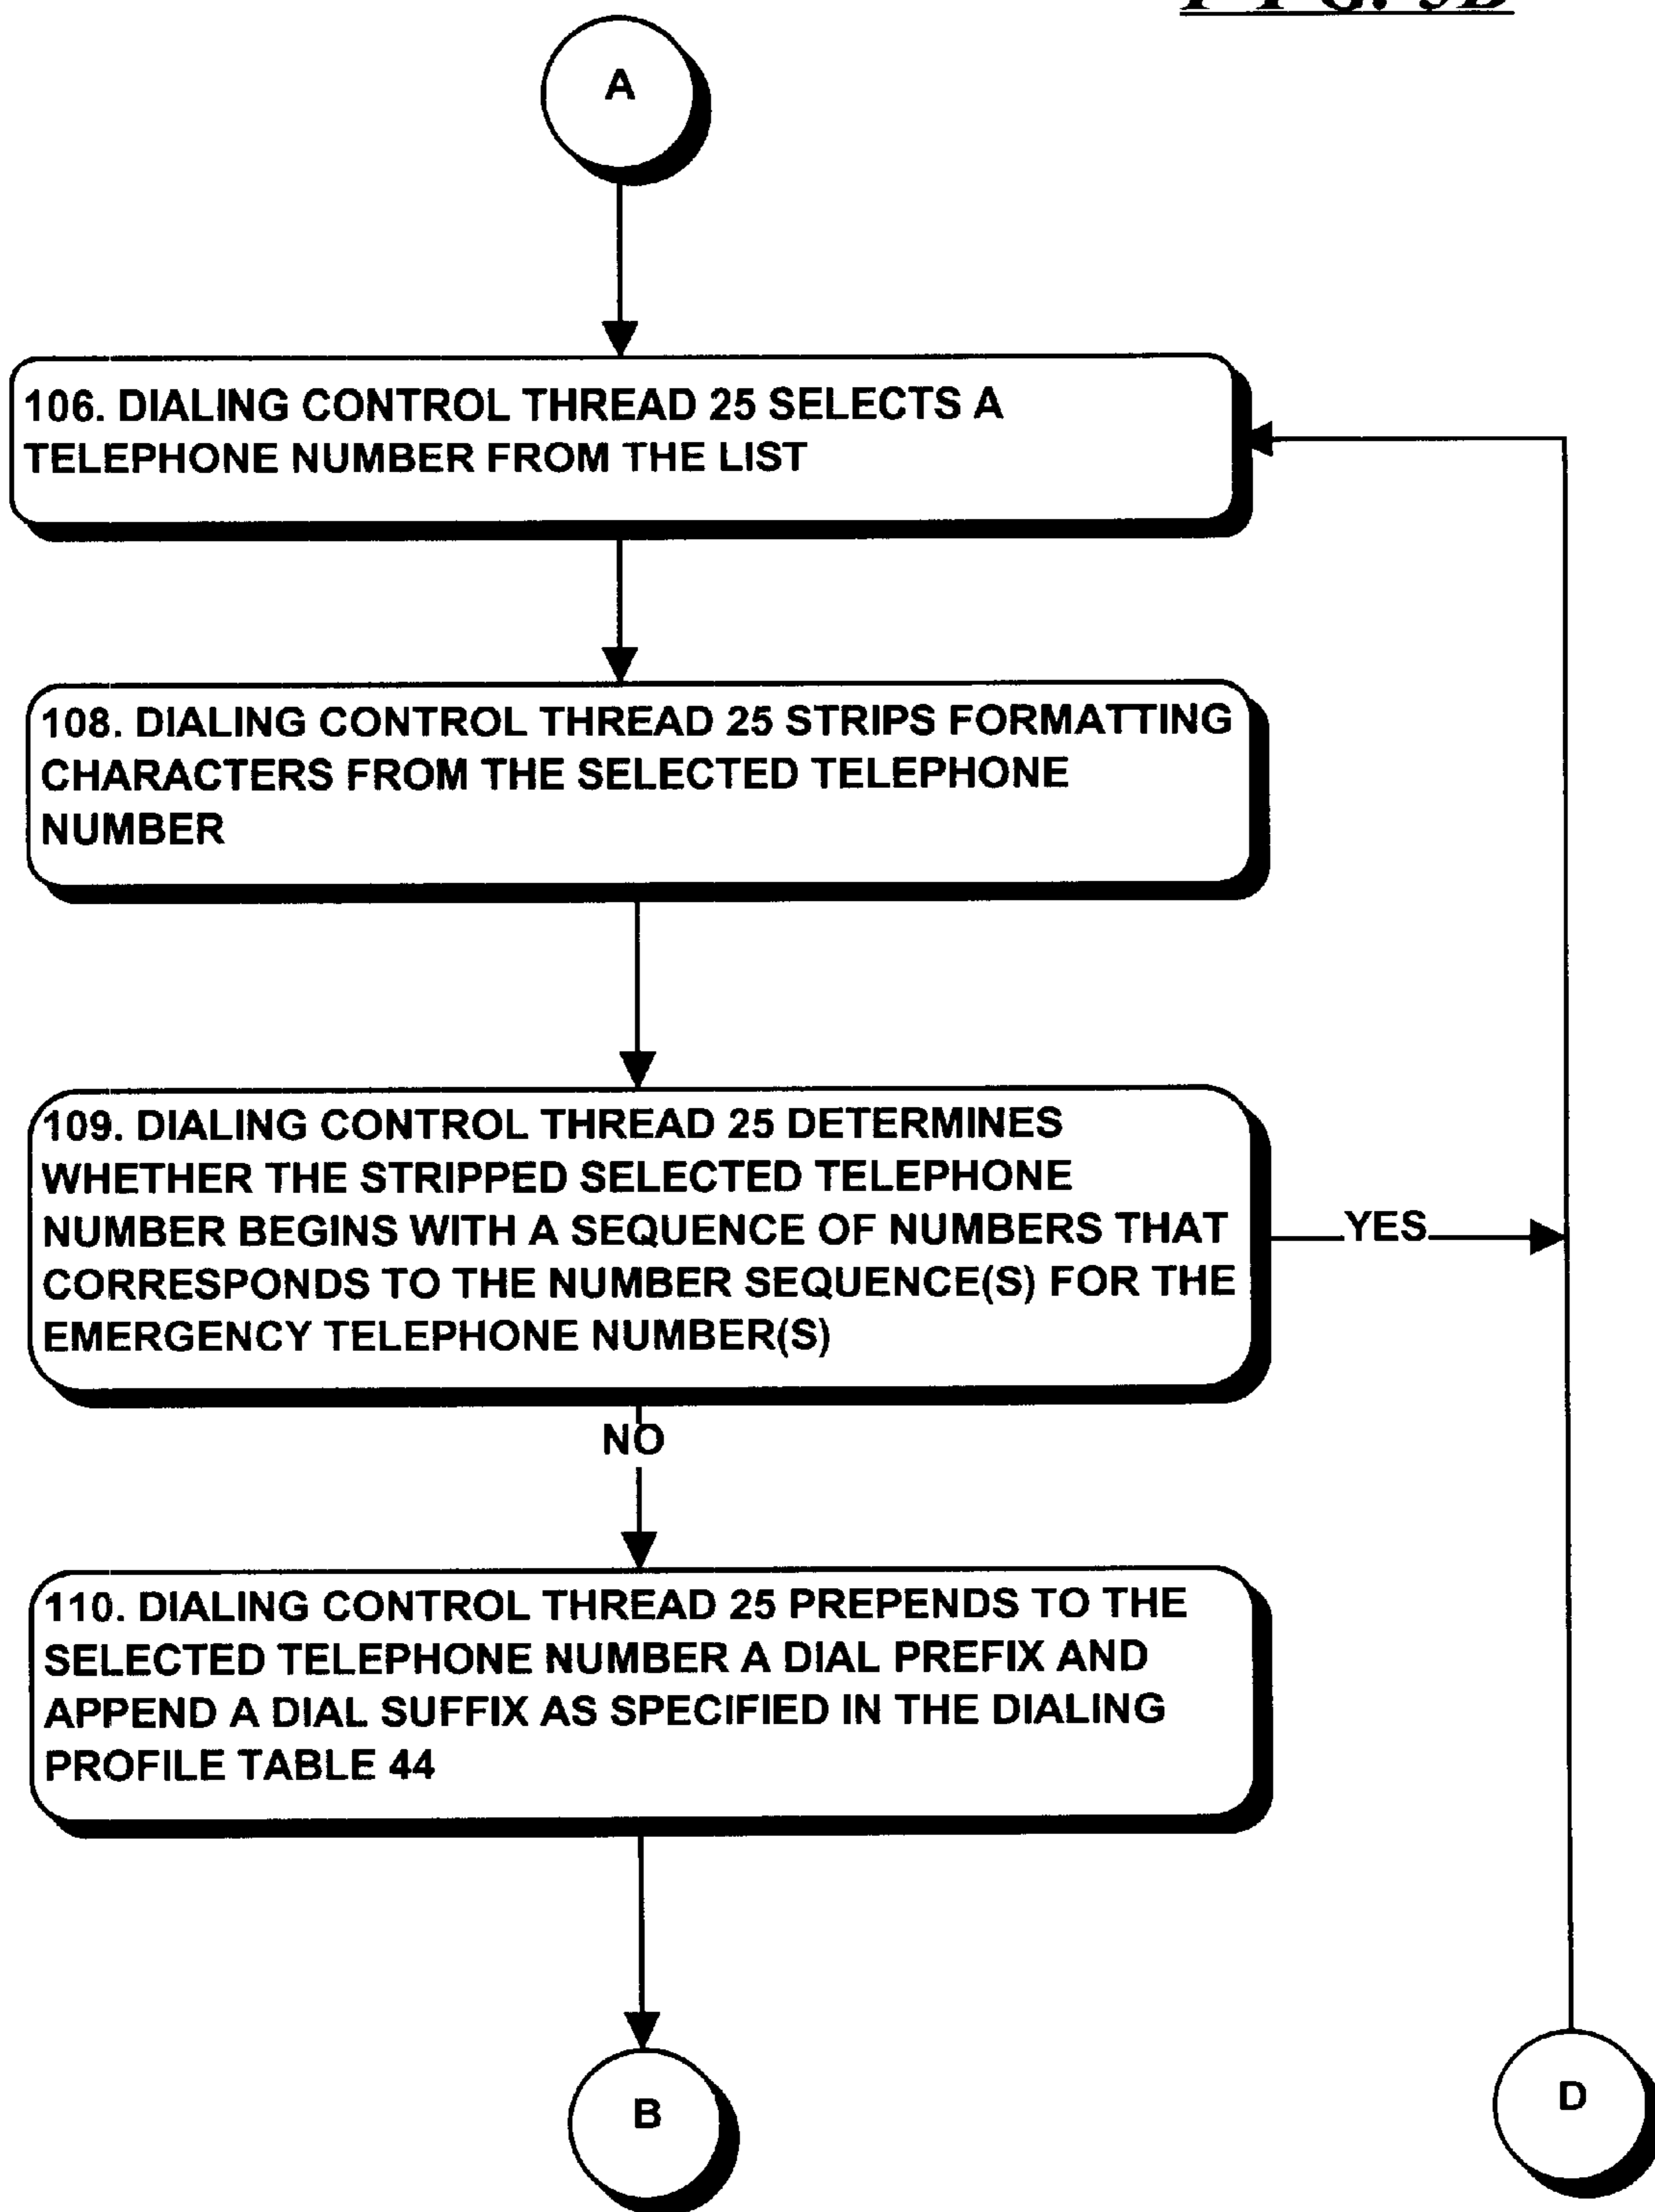 A
106. DIALING CONTROL THREAD 25 SELECTS A
TELEPHONE NUMBER FROM THE LIST
108. DIALING CONTROL THREAD 25 STRIPS FORMATTING
CHARACTERS FROM THE SELECTED TELEPHONE
NUMBER
109. DIALING CONTROL THREAD 25 DETERMINES
WHETHER THE STRIPPED SELECTED TELEPHONE
NUMBER BEGINS WITH A SEQUENCE OF NUMBERS THAT
CORRESPONDS TO THE NUMBER SEQUENCE(S) FOR THE
EMERGENCY TELEPHONE NUMBER(S)
YES
NO
110. DIALING CONTROL THREAD 25 PREPENDS TO THE
SELECTED TELEPHONE NUMBER A DIAL PREFIX AND
APPEND A DIAL SUFFIX AS SPECIFIED IN THE DIALING
PROFILE TABLE 44
B
D